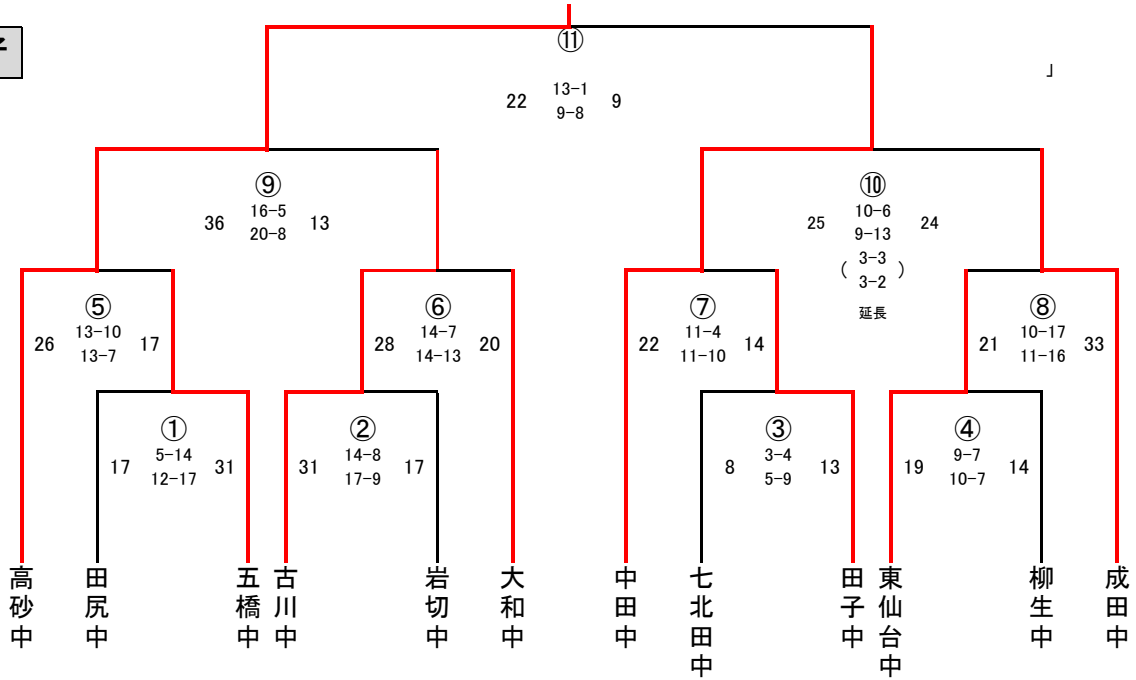 子
⑪
」
22 13-1 9
9-8
⑨
36 16-5 13
20-8
⑩
25 10-6 24
9-13
( 3-3 )
3-2
延長
⑤
26 13-10 17
13-7
⑥
28 14-7 20
14-13
⑦
22 11-4 14
11-10
⑧
21 10-17 33
11-16
①
17 5-14 31
12-17
②
31 14-8 17
17-9
③
8 3-4 13
5-9
④
19 9-7 14
10-7
高砂中
田尻中
五橋中
古川中
岩切中
大和中
中田中
七北田中
田子中
東仙台中
柳生中
成田中